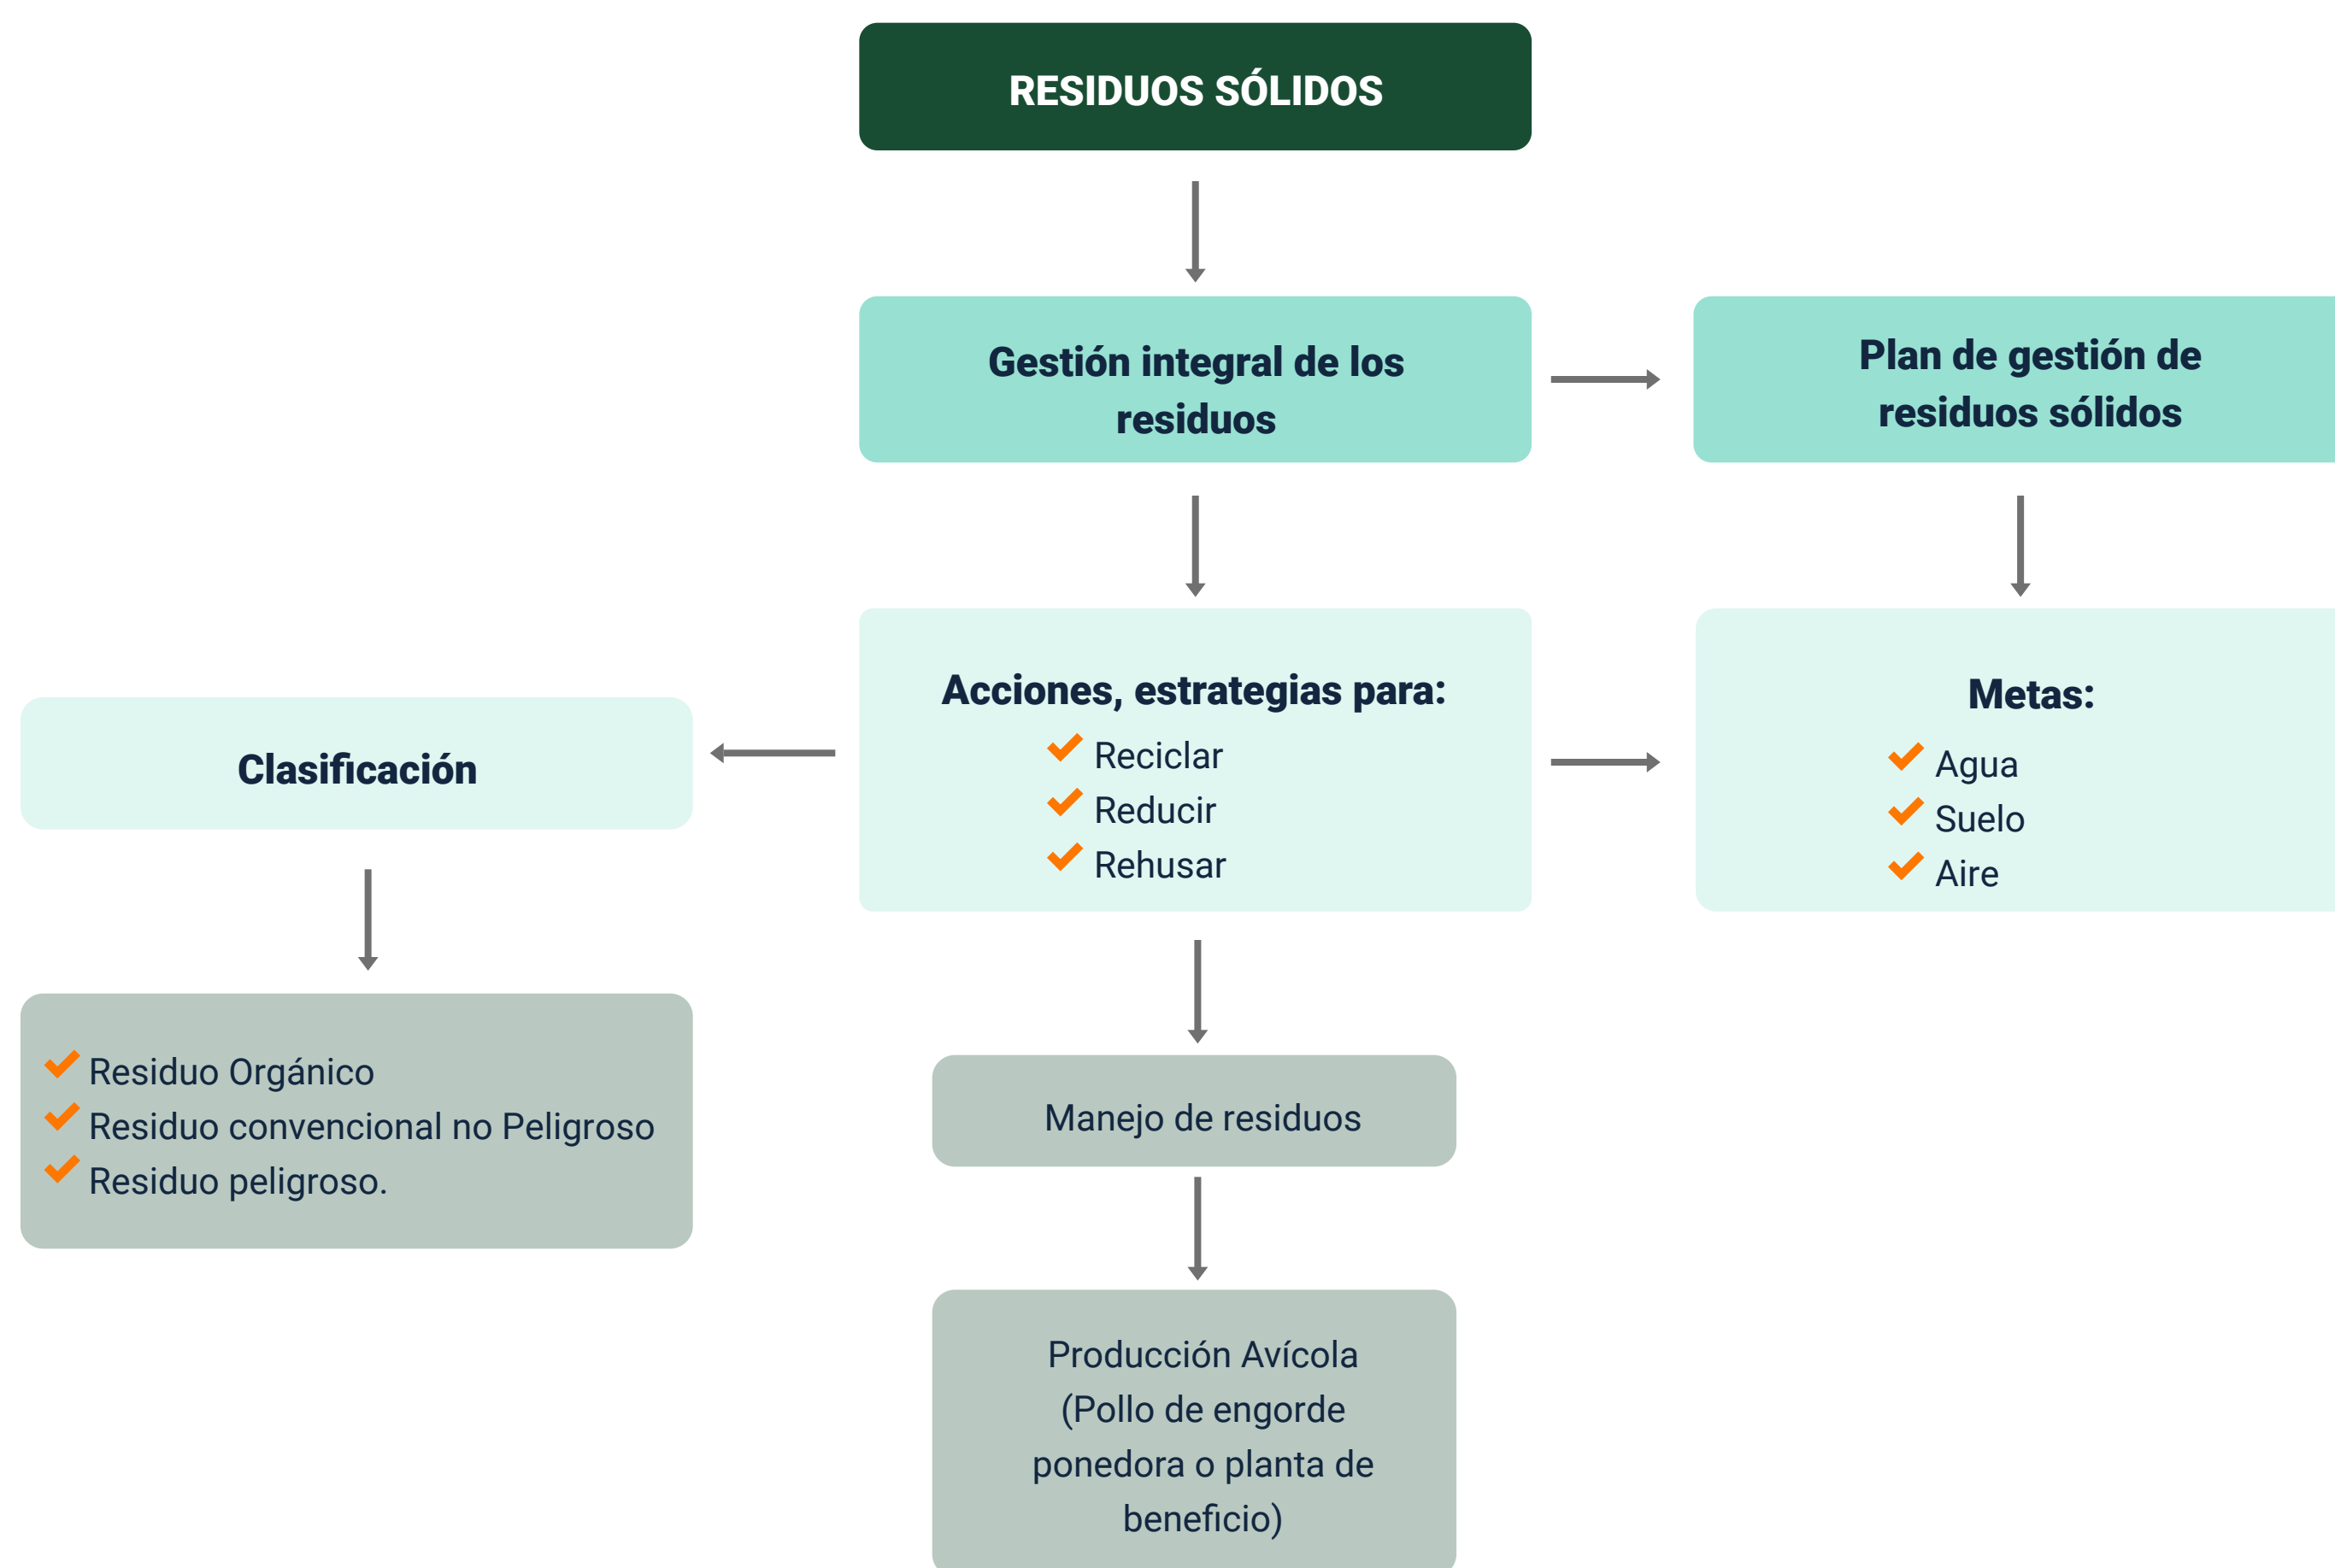 RESIDUOS SÓLIDOS
Gestión integral de los
residuos
Plan de gestión de
residuos sólidos
Acciones, estrategias para:
Reciclar
Reducir
Rehusar
Metas:
Agua
Suelo
Aire
Clasificación
Residuo Orgánico
Residuo convencional no Peligroso
Residuo peligroso.
Manejo de residuos
Producción Avícola
(Pollo de engorde
ponedora o planta de
beneficio)